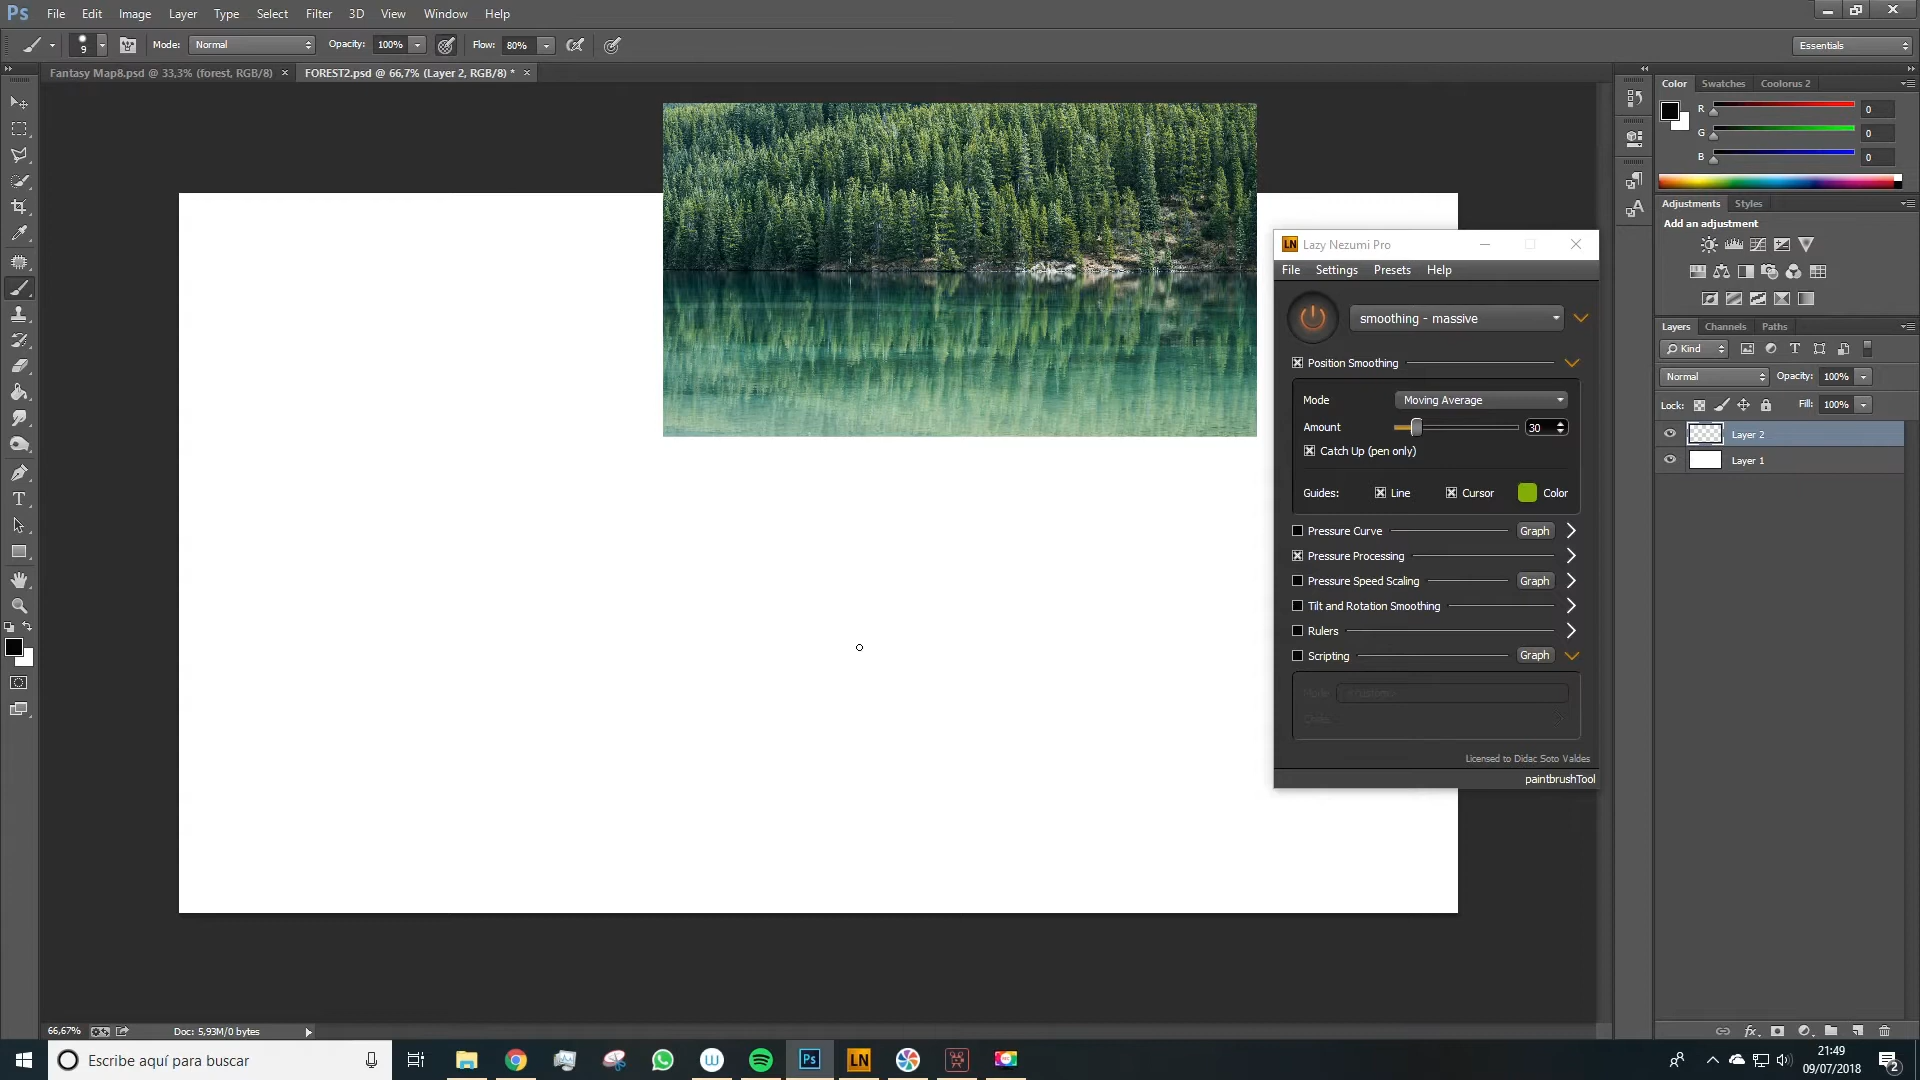 Ps File Edit Image Layer Type Select Filter 3D View Window Help
9 Mode: Normal Opacity: 100% Flow: 80% Essentials
Fantasy Map8.psd @ 33,3% (forest, RGB/8) × FOREST2.psd @ 66,7% (Layer 2, RGB/8) * ×
Color Swatches Coolorus 2
R 0
G 0
B 0
Adjustments Styles
Add an adjustment
Layers Channels Paths
Kind
Normal Opacity: 100%
Lock: Fill: 100%
Layer 2
Layer 1
LN Lazy Nezumi Pro
File Settings Presets Help
smoothing - massive
Position Smoothing
Mode Moving Average
Amount 30
Catch Up (pen only)
Guides: Line Cursor Color
Pressure Curve Graph
Pressure Processing
Pressure Speed Scaling Graph
Tilt and Rotation Smoothing
Rulers
Scripting Graph
Mode
Licensed to Didac Soto Valdes
paintbrushTool
66,67% Doc: 5,93M/0 bytes
Escribe aquí para buscar
Ps LN
21:49
09/07/2018
2